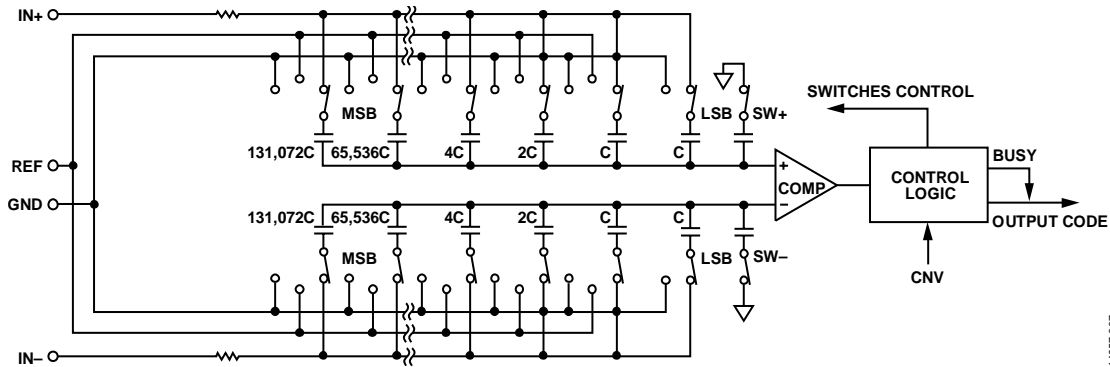 IN+
SWITCHES CONTROL
MSB
LSB
SW+
131,072C
65,536C
4C
2C
C
C
BUSY
REF
+
COMP
−
CONTROL
LOGIC
GND
OUTPUT CODE
131,072C
65,536C
4C
2C
C
C
MSB
LSB
SW−
CNV
IN−